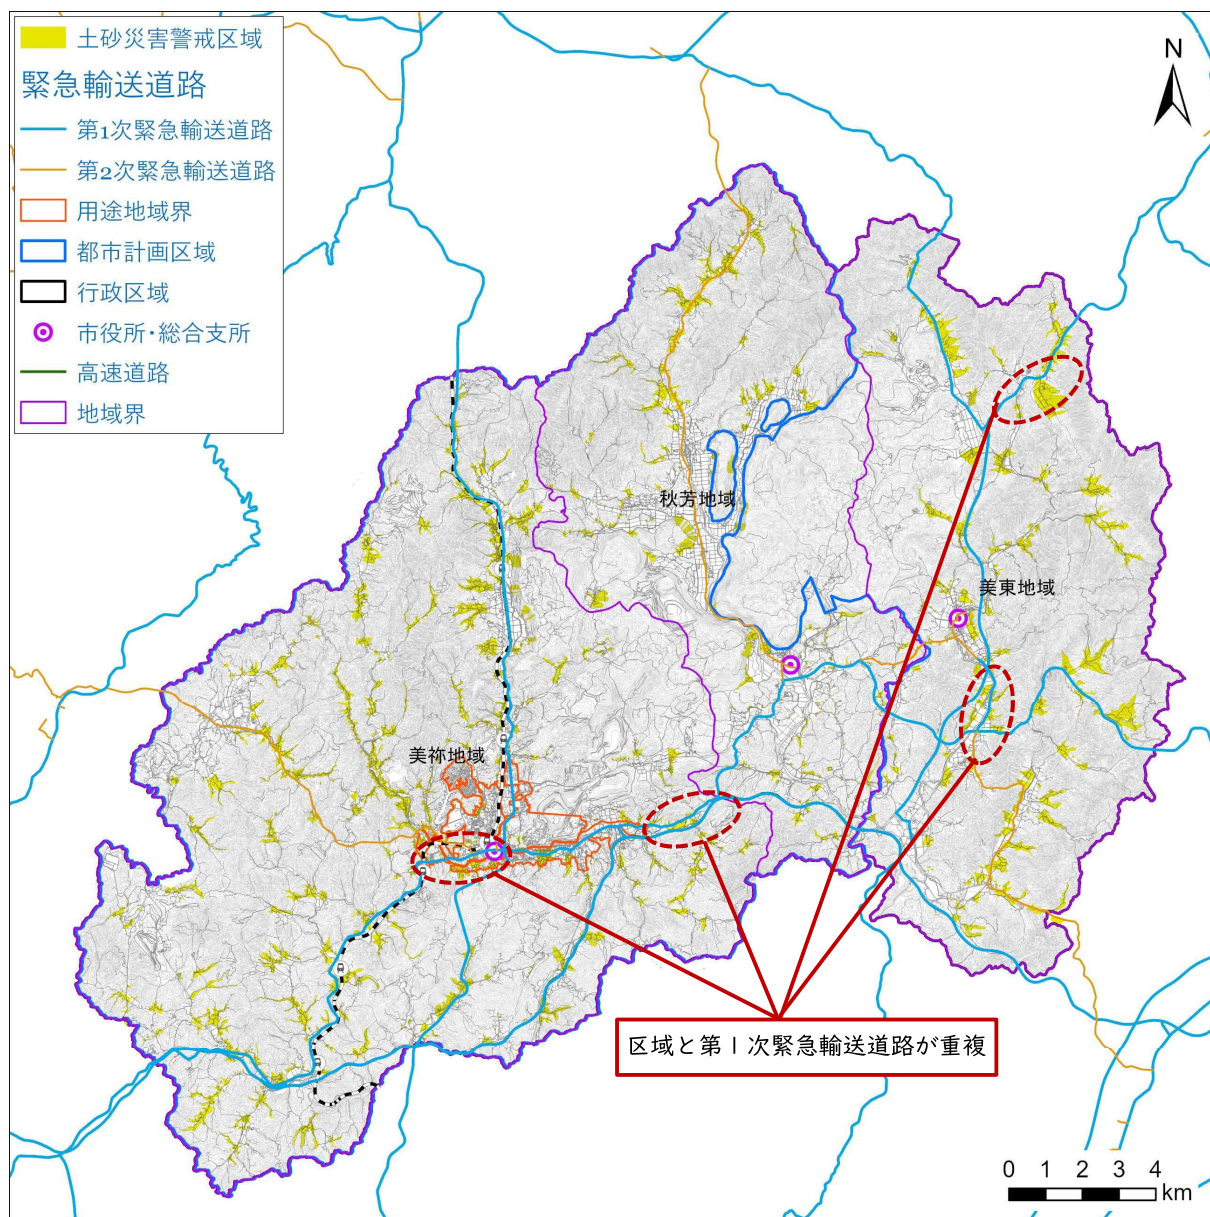 土砂災害警戒区域
緊急輸送道路
第1次緊急輸送道路
第2次緊急輸送道路
用途地域界
都市計画区域
行政区域
市役所・総合支所
高速道路
地域界
N
秋芳地域
美東地域
美祢地域
区域と第1次緊急輸送道路が重複
0 1 2 3 4
km